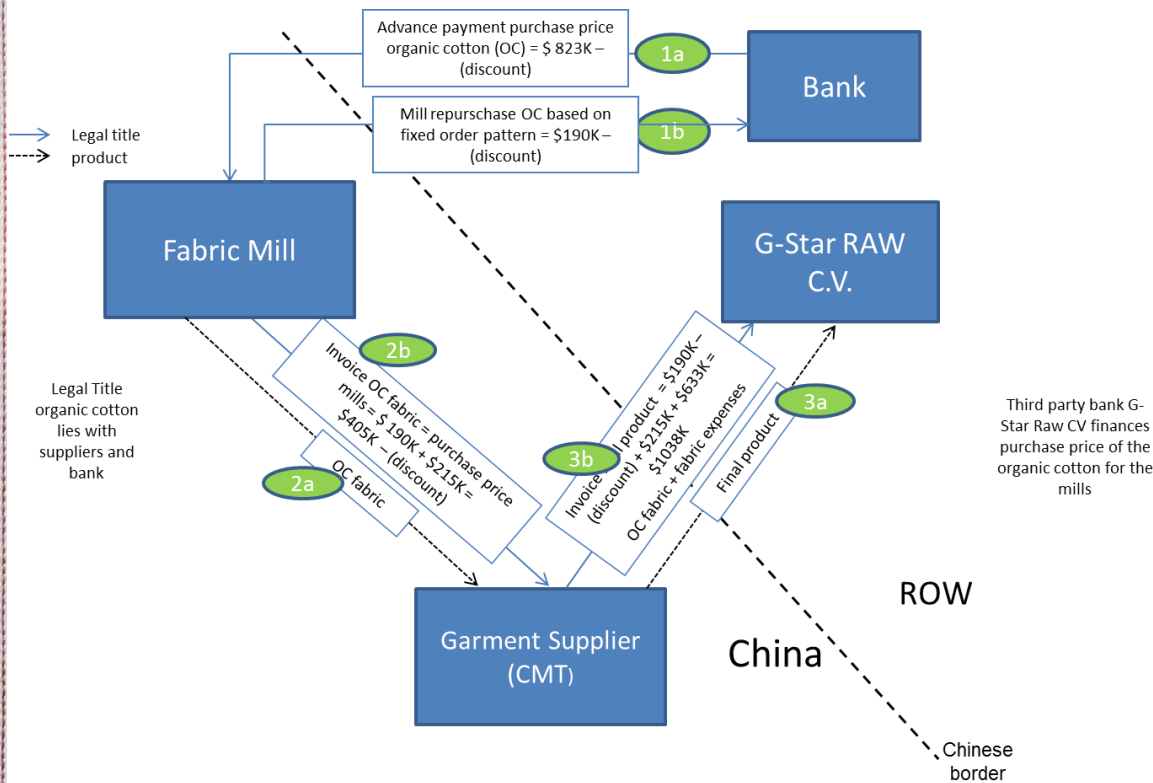 Advance payment purchase price
organic cotton (OC) = $ 823K –
(discount)
1a
Bank
Mill repurschase OC based on
fixed order pattern = $190K –
(discount)
1b
Legal title
product
Fabric Mill
G-Star RAW
C.V.
2b
Invoice OC fabric = purchase price
mills = $ 190K + $215K =
$405K – (discount)
Legal Title
organic cotton
lies with
suppliers and
bank
2a
OC fabric
3b
Invoice l product = $190K –
(discount) + $215K + $633K =
$1038K
OC fabric + fabric expenses
3a
Final product
Third party bank G-
Star Raw CV finances
purchase price of the
organic cotton for the
mills
Garment Supplier
(CMT)
ROW
China
Chinese
border